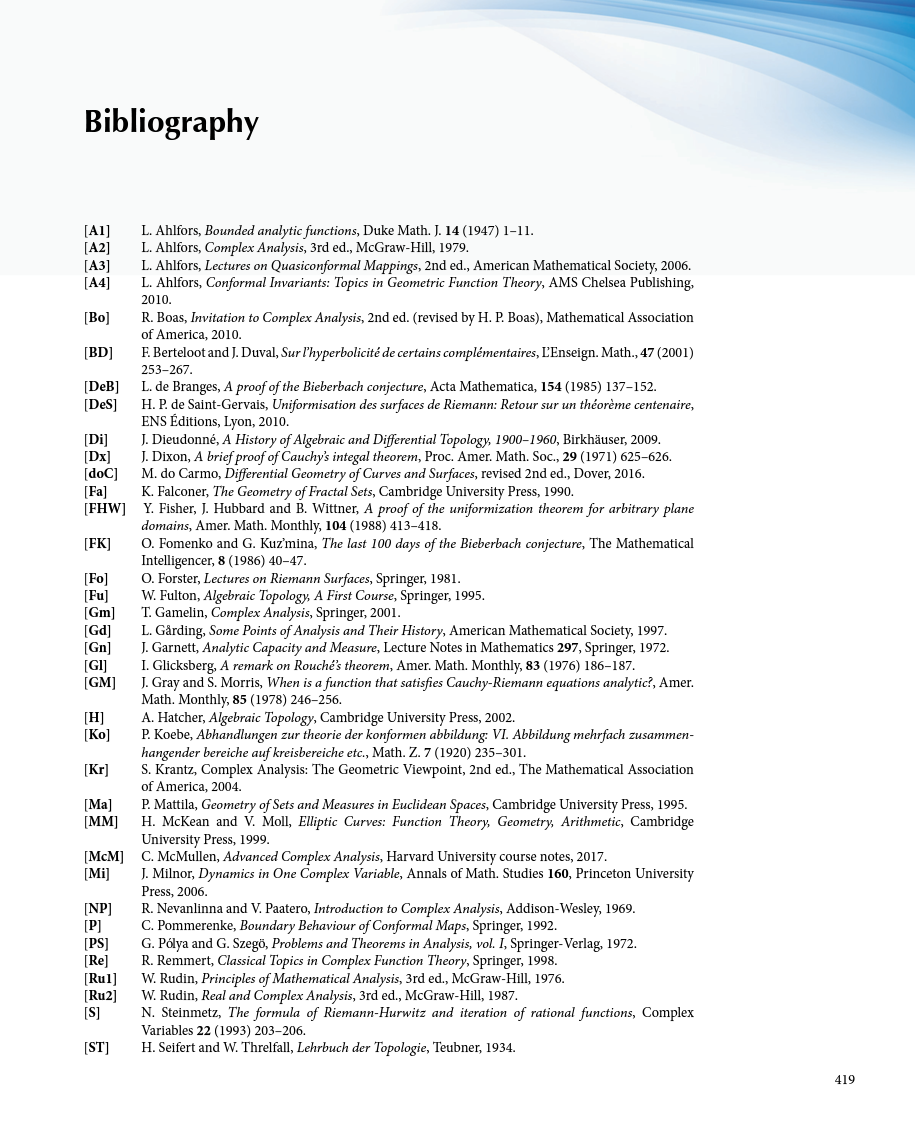 Bibliography
[A1] L. Ahlfors, Bounded analytic functions, Duke Math. J. 14 (1947) 1–11.
[A2] L. Ahlfors, Complex Analysis, 3rd ed., McGraw-Hill, 1979.
[A3] L. Ahlfors, Lectures on Quasiconformal Mappings, 2nd ed., American Mathematical Society, 2006.
[A4] L. Ahlfors, Conformal Invariants: Topics in Geometric Function Theory, AMS Chelsea Publishing,
2010.
[Bo] R. Boas, Invitation to Complex Analysis, 2nd ed. (revised by H. P. Boas), Mathematical Association
of America, 2010.
[BD] F. Berteloot and J. Duval, Sur l'hyperbolicité de certains complémentaires, L'Enseign. Math., 47 (2001)
253–267.
[DeB] L. de Branges, A proof of the Bieberbach conjecture, Acta Mathematica, 154 (1985) 137–152.
[DeS] H. P. de Saint-Gervais, Uniformisation des surfaces de Riemann: Retour sur un théorème centenaire,
ENS Éditions, Lyon, 2010.
[Di] J. Dieudonné, A History of Algebraic and Differential Topology, 1900–1960, Birkhäuser, 2009.
[Dx] J. Dixon, A brief proof of Cauchy's integal theorem, Proc. Amer. Math. Soc., 29 (1971) 625–626.
[doC] M. do Carmo, Differential Geometry of Curves and Surfaces, revised 2nd ed., Dover, 2016.
[Fa] K. Falconer, The Geometry of Fractal Sets, Cambridge University Press, 1990.
[FHW] Y. Fisher, J. Hubbard and B. Wittner, A proof of the uniformization theorem for arbitrary plane
domains, Amer. Math. Monthly, 104 (1988) 413–418.
[FK] O. Fomenko and G. Kuz'mina, The last 100 days of the Bieberbach conjecture, The Mathematical
Intelligencer, 8 (1986) 40–47.
[Fo] O. Forster, Lectures on Riemann Surfaces, Springer, 1981.
[Fu] W. Fulton, Algebraic Topology, A First Course, Springer, 1995.
[Gm] T. Gamelin, Complex Analysis, Springer, 2001.
[Gd] L. Gårding, Some Points of Analysis and Their History, American Mathematical Society, 1997.
[Gn] J. Garnett, Analytic Capacity and Measure, Lecture Notes in Mathematics 297, Springer, 1972.
[Gl] I. Glicksberg, A remark on Rouché's theorem, Amer. Math. Monthly, 83 (1976) 186–187.
[GM] J. Gray and S. Morris, When is a function that satisfies Cauchy-Riemann equations analytic?, Amer.
Math. Monthly, 85 (1978) 246–256.
[H] A. Hatcher, Algebraic Topology, Cambridge University Press, 2002.
[Ko] P. Koebe, Abhandlungen zur theorie der konformen abbildung: VI. Abbildung mehrfach zusammen-
hangender bereiche auf kreisbereiche etc., Math. Z. 7 (1920) 235–301.
[Kr] S. Krantz, Complex Analysis: The Geometric Viewpoint, 2nd ed., The Mathematical Association
of America, 2004.
[Ma] P. Mattila, Geometry of Sets and Measures in Euclidean Spaces, Cambridge University Press, 1995.
[MM] H. McKean and V. Moll, Elliptic Curves: Function Theory, Geometry, Arithmetic, Cambridge
University Press, 1999.
[McM] C. McMullen, Advanced Complex Analysis, Harvard University course notes, 2017.
[Mi] J. Milnor, Dynamics in One Complex Variable, Annals of Math. Studies 160, Princeton University
Press, 2006.
[NP] R. Nevanlinna and V. Paatero, Introduction to Complex Analysis, Addison-Wesley, 1969.
[P] C. Pommerenke, Boundary Behaviour of Conformal Maps, Springer, 1992.
[PS] G. Pólya and G. Szegö, Problems and Theorems in Analysis, vol. I, Springer-Verlag, 1972.
[Re] R. Remmert, Classical Topics in Complex Function Theory, Springer, 1998.
[Ru1] W. Rudin, Principles of Mathematical Analysis, 3rd ed., McGraw-Hill, 1976.
[Ru2] W. Rudin, Real and Complex Analysis, 3rd ed., McGraw-Hill, 1987.
[S] N. Steinmetz, The formula of Riemann-Hurwitz and iteration of rational functions, Complex
Variables 22 (1993) 203–206.
[ST] H. Seifert and W. Threlfall, Lehrbuch der Topologie, Teubner, 1934.
419